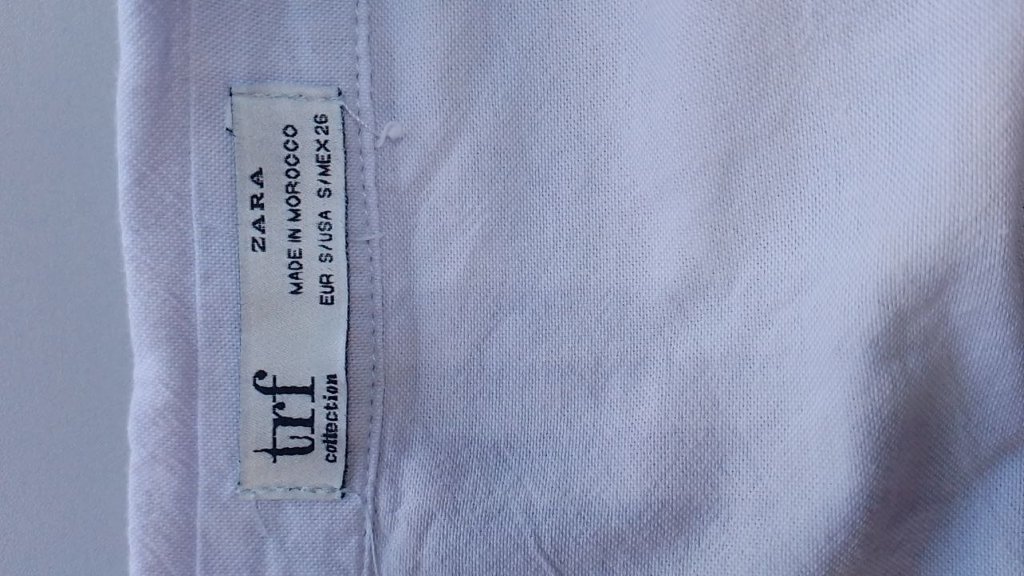 trf
collection
ZARA
MADE IN MOROCCO
EUR S/USA S/MEX 26